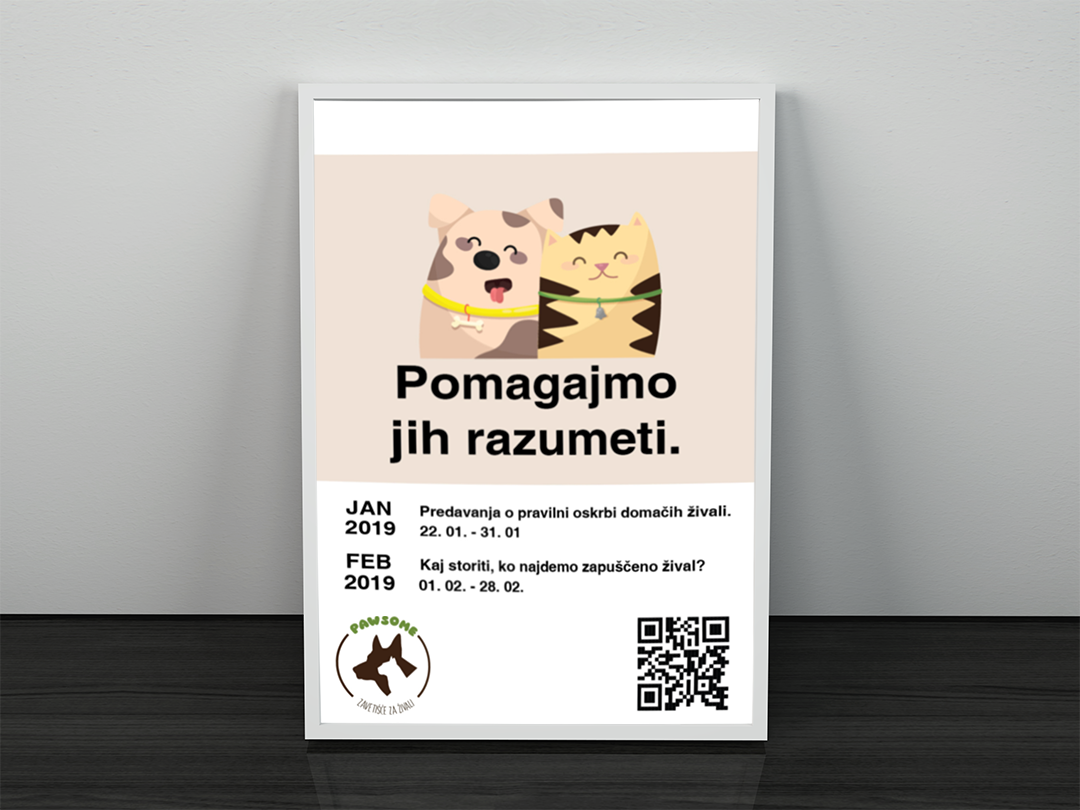 Pomagajmo
jih razumeti.
JAN
2019
Predavanja o pravilni oskrbi domačih živali.
22. 01. - 31. 01
FEB
2019
Kaj storiti, ko najdemo zapuščeno žival?
01. 02. - 28. 02.
PAWSOME
ZAVETIŠČE ZA ŽIVALI